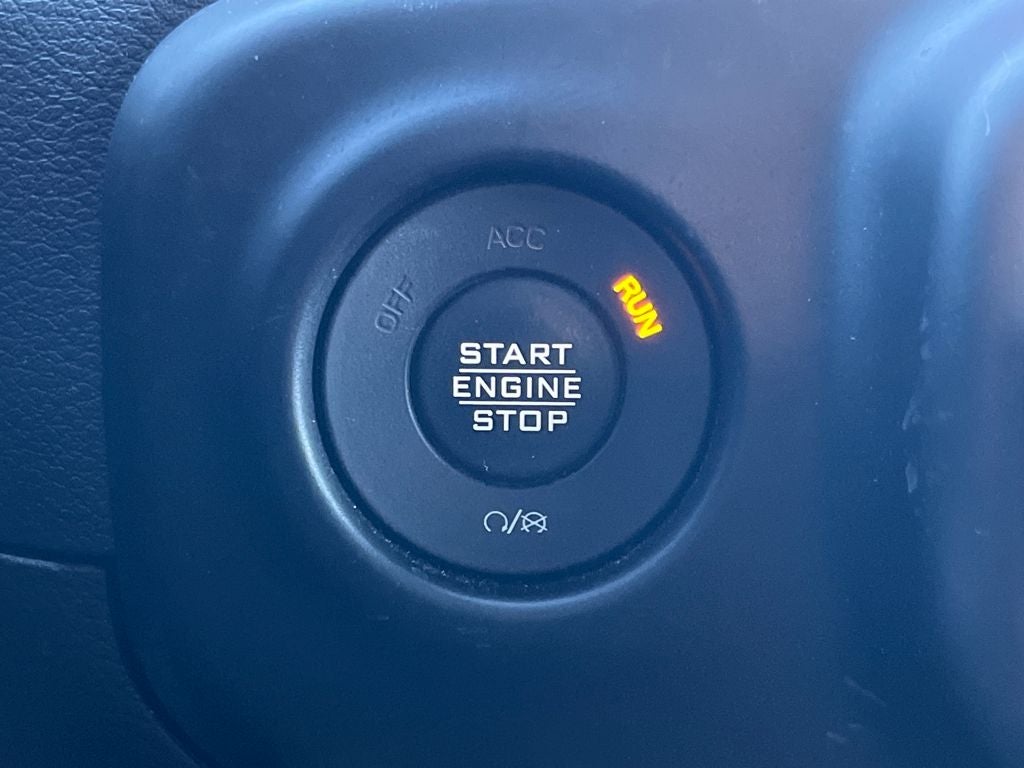 ACC
OFF
RUN
START
ENGINE
STOP